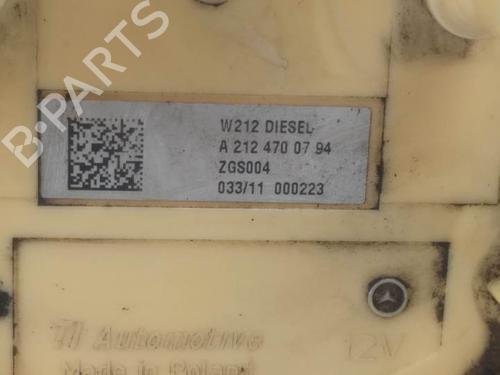 B-PARTS
W212 DIESEL
A 212 470 07 94
ZGS004
033/11 000223
TI Automotive
Made in Poland
12V